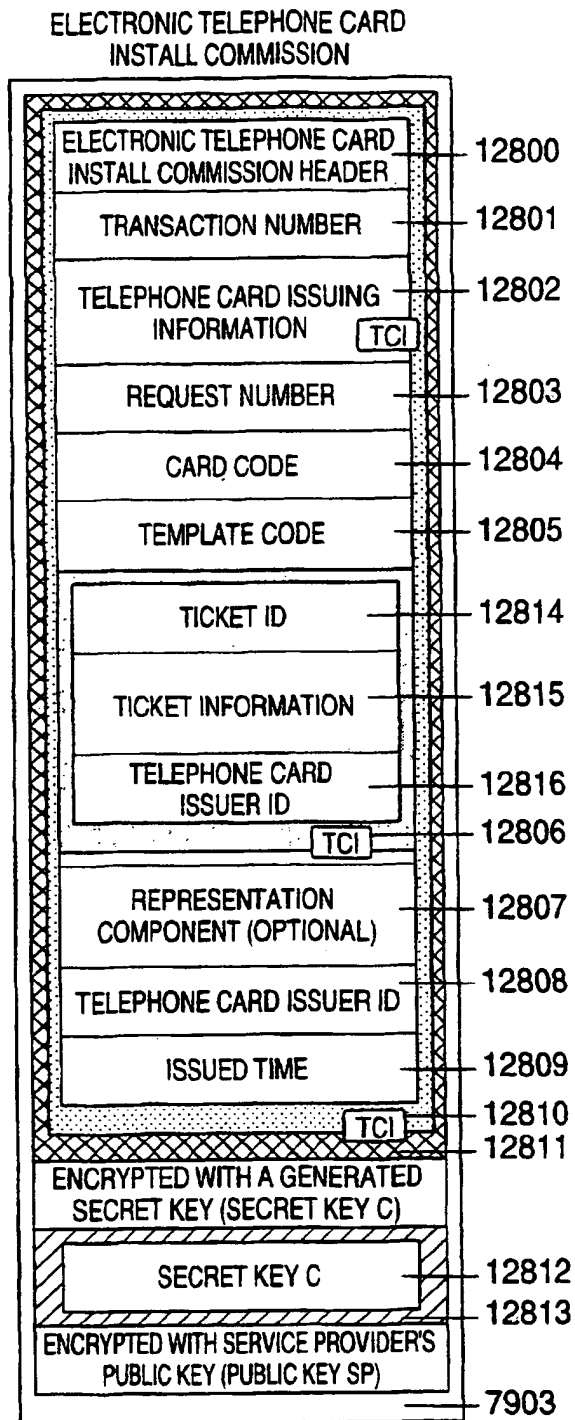 ELECTRONIC TELEPHONE CARD
INSTALL COMMISSION
ELECTRONIC TELEPHONE CARD
INSTALL COMMISSION HEADER
12800
TRANSACTION NUMBER
12801
TELEPHONE CARD ISSUING
INFORMATION
12802
TCI
REQUEST NUMBER
12803
CARD CODE
12804
TEMPLATE CODE
12805
TICKET ID
12814
TICKET INFORMATION
12815
TELEPHONE CARD
ISSUER ID
12816
TCI
12806
REPRESENTATION
COMPONENT (OPTIONAL)
12807
TELEPHONE CARD ISSUER ID
12808
ISSUED TIME
12809
TCI
12810
12811
ENCRYPTED WITH A GENERATED
SECRET KEY (SECRET KEY C)
SECRET KEY C
12812
12813
ENCRYPTED WITH SERVICE PROVIDER'S
PUBLIC KEY (PUBLIC KEY SP)
7903